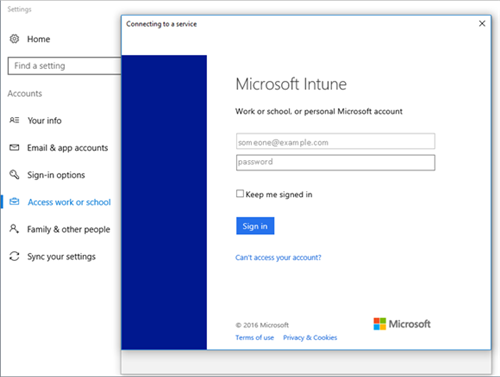 Settings
Home
Find a setting
Accounts
Your info
Email & app accounts
Sign-in options
Access work or school
Family & other people
Sync your settings
Connecting to a service
Microsoft Intune
Work or school, or personal Microsoft account
someone@example.com
password
Keep me signed in
Sign in
Can't access your account?
© 2016 Microsoft
Terms of use Privacy & Cookies
Microsoft